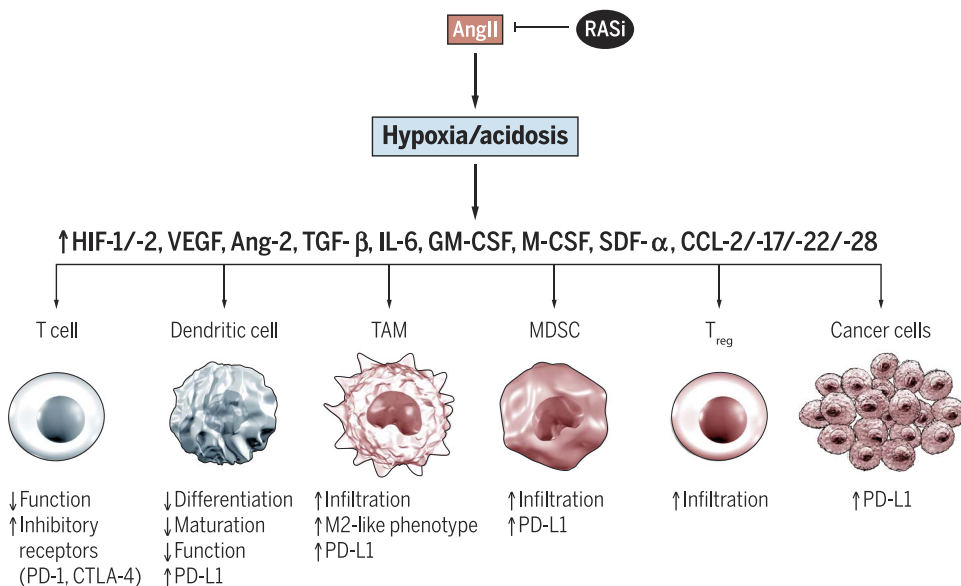 AngII
RASi
Hypoxia/acidosis
↑HIF-1/-2, VEGF, Ang-2, TGF- β, IL-6, GM-CSF, M-CSF, SDF- α, CCL-2/-17/-22/-28
T cell
Dendritic cell
TAM
MDSC
Treg
Cancer cells
↓Function
↑Inhibitory
receptors
(PD-1, CTLA-4)
↓Differentiation
↓Maturation
↓Function
↑PD-L1
↑Infiltration
↑M2-like phenotype
↑PD-L1
↑Infiltration
↑PD-L1
↑Infiltration
↑PD-L1